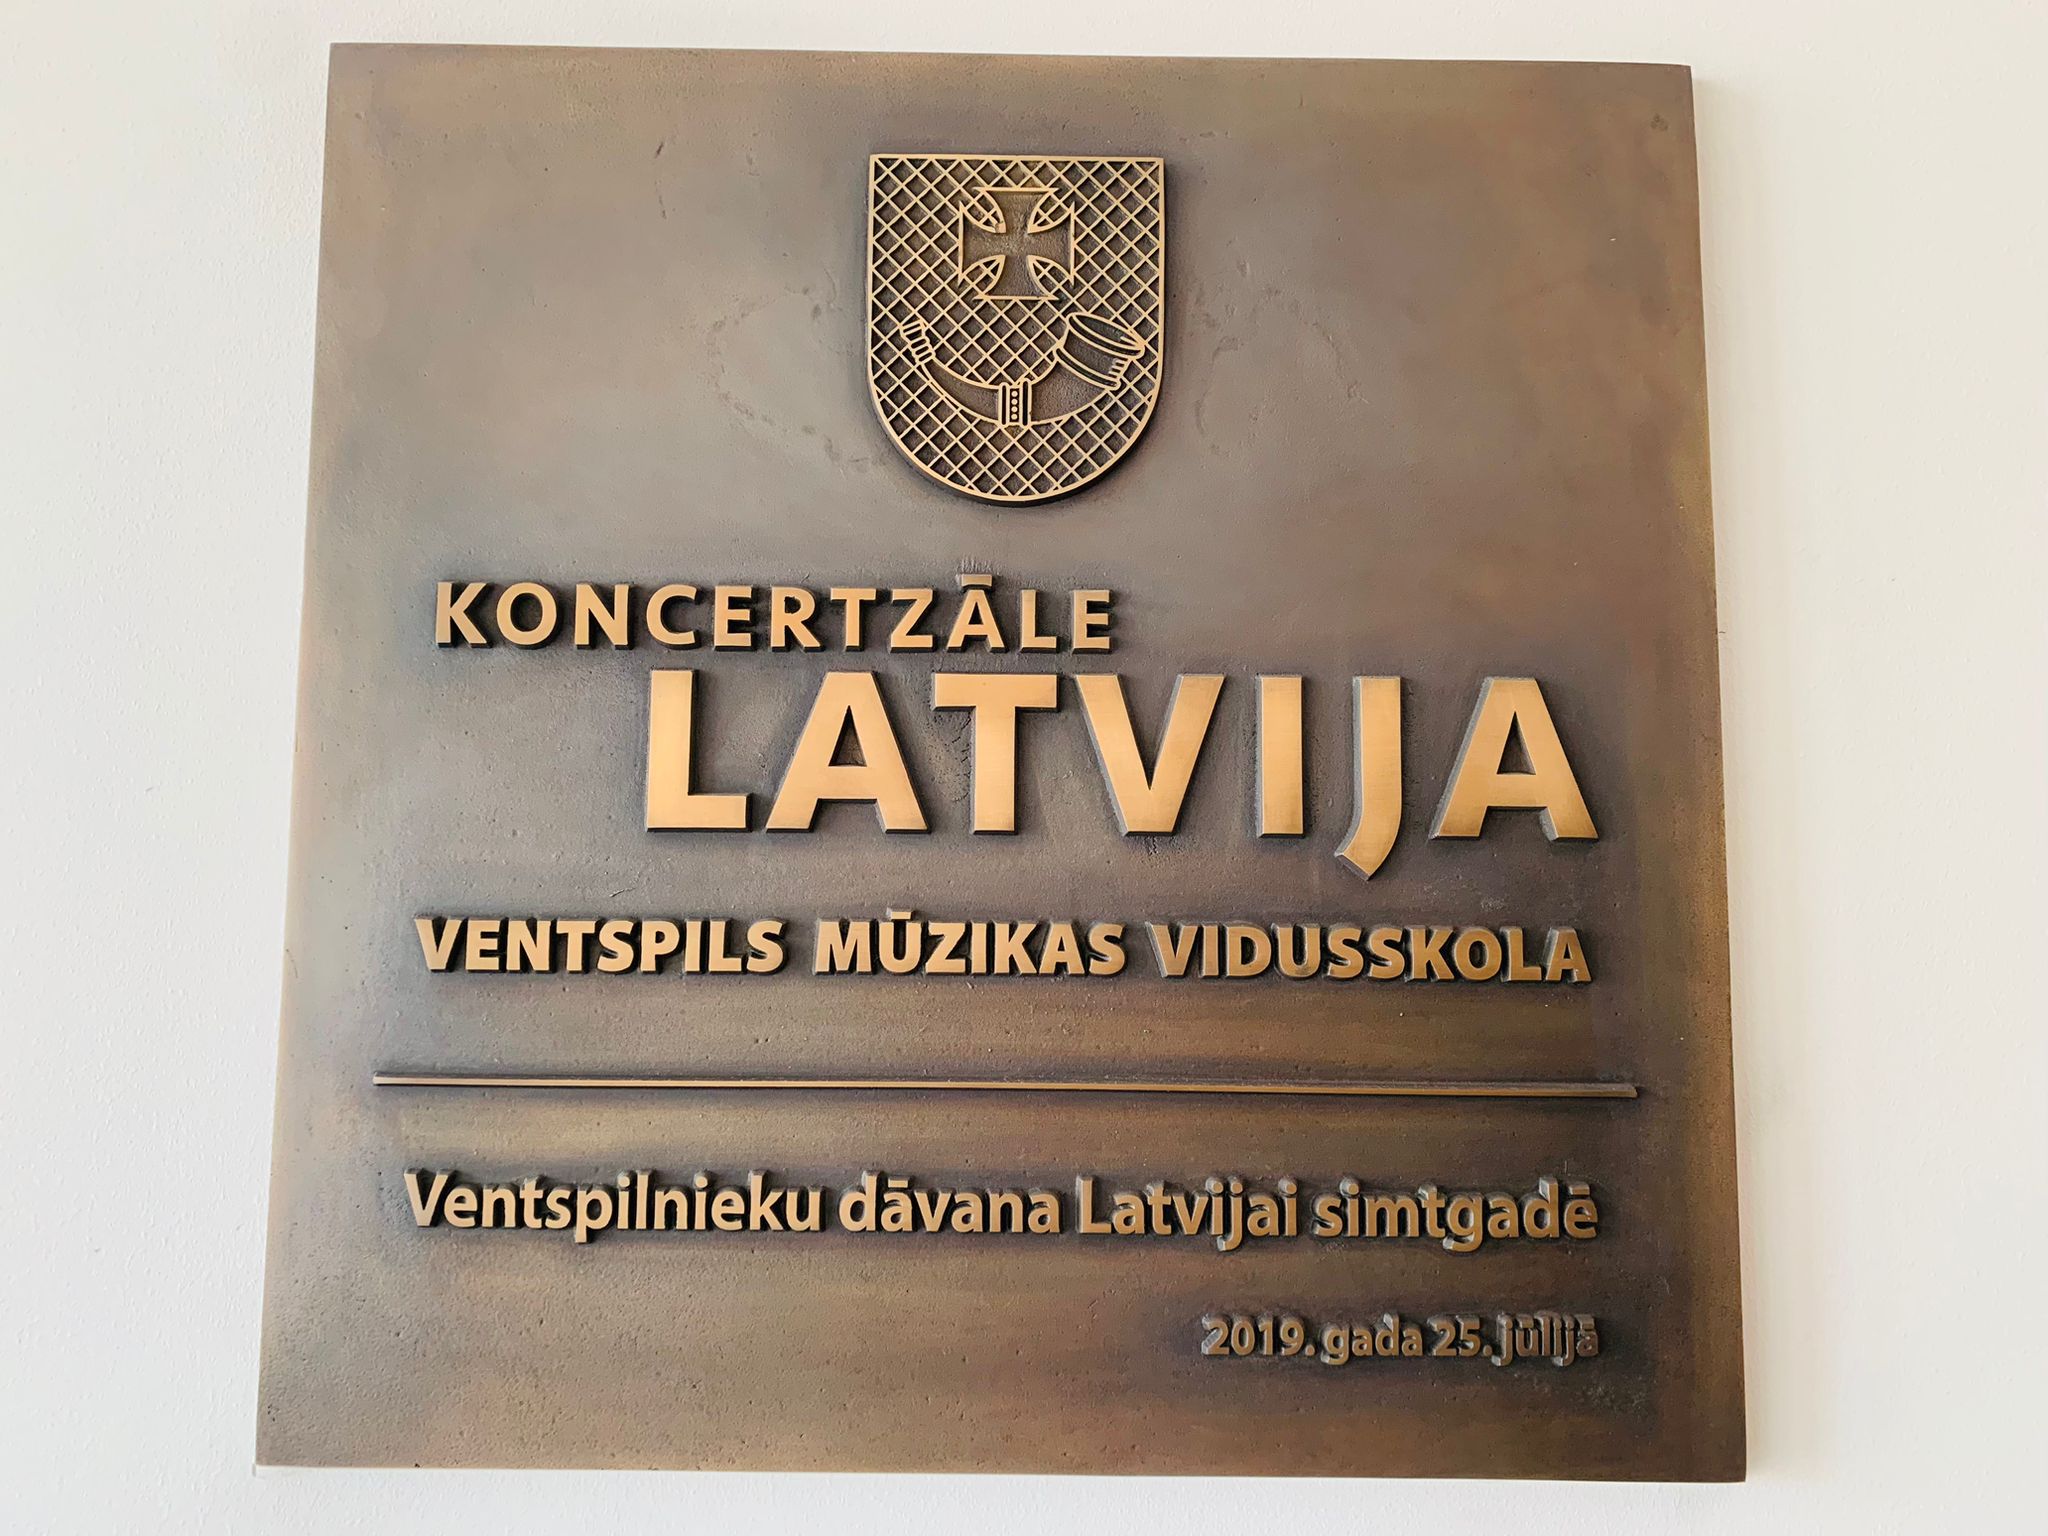 KONCERTZĀLE
LATVIJA
VENTSPILS MŪZIKAS VIDUSSKOLA
Ventspilnieku dāvana Latvijai simtgadē
2019. gada 25. jūlijā